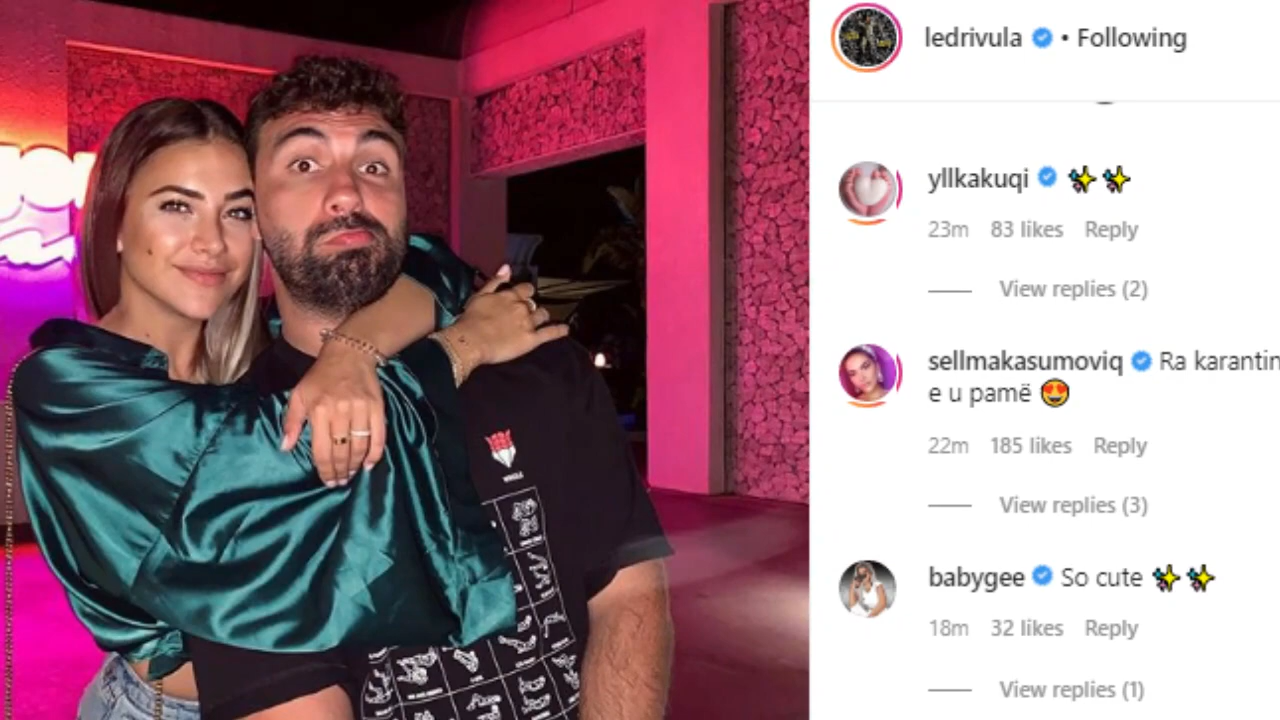 ledrivula • Following
yllkakuqi ✨✨
23m 83 likes Reply
View replies (2)
sellmakasumoviq Ra karantin
e u pamë 😍
22m 185 likes Reply
View replies (3)
babygee So cute ✨✨
18m 32 likes Reply
View replies (1)